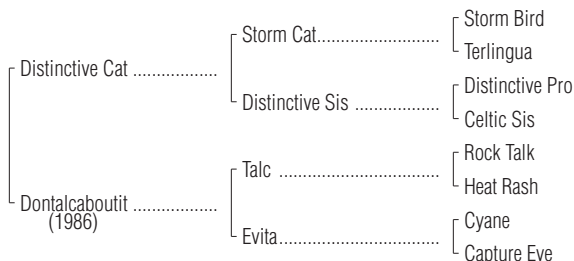 Storm Bird
Storm Cat..............................
Terlingua
Distinctive Cat ..................
Distinctive Pro
Distinctive Sis .....................
Celtic Sis
Rock Talk
Talc ........................................
Heat Rash
Dontalcaboutit ..................
(1986)
Cyane
Evita........................................
Capture Eve